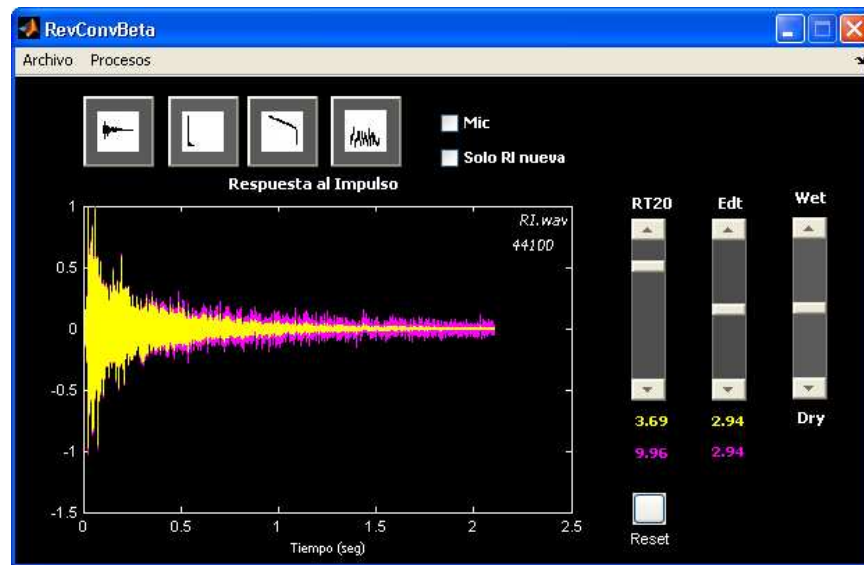 RevConvBeta
Archivo Procesos
Mic
Solo RI nueva
Respuesta al Impulso
RI.wav
44100
1
0.5
0
-0.5
-1
-1.5
0 0.5 1 1.5 2 2.5
Tiempo (seg)
RT20 Edt Wet
3.69 2.94 Dry
9.96 2.94
Reset